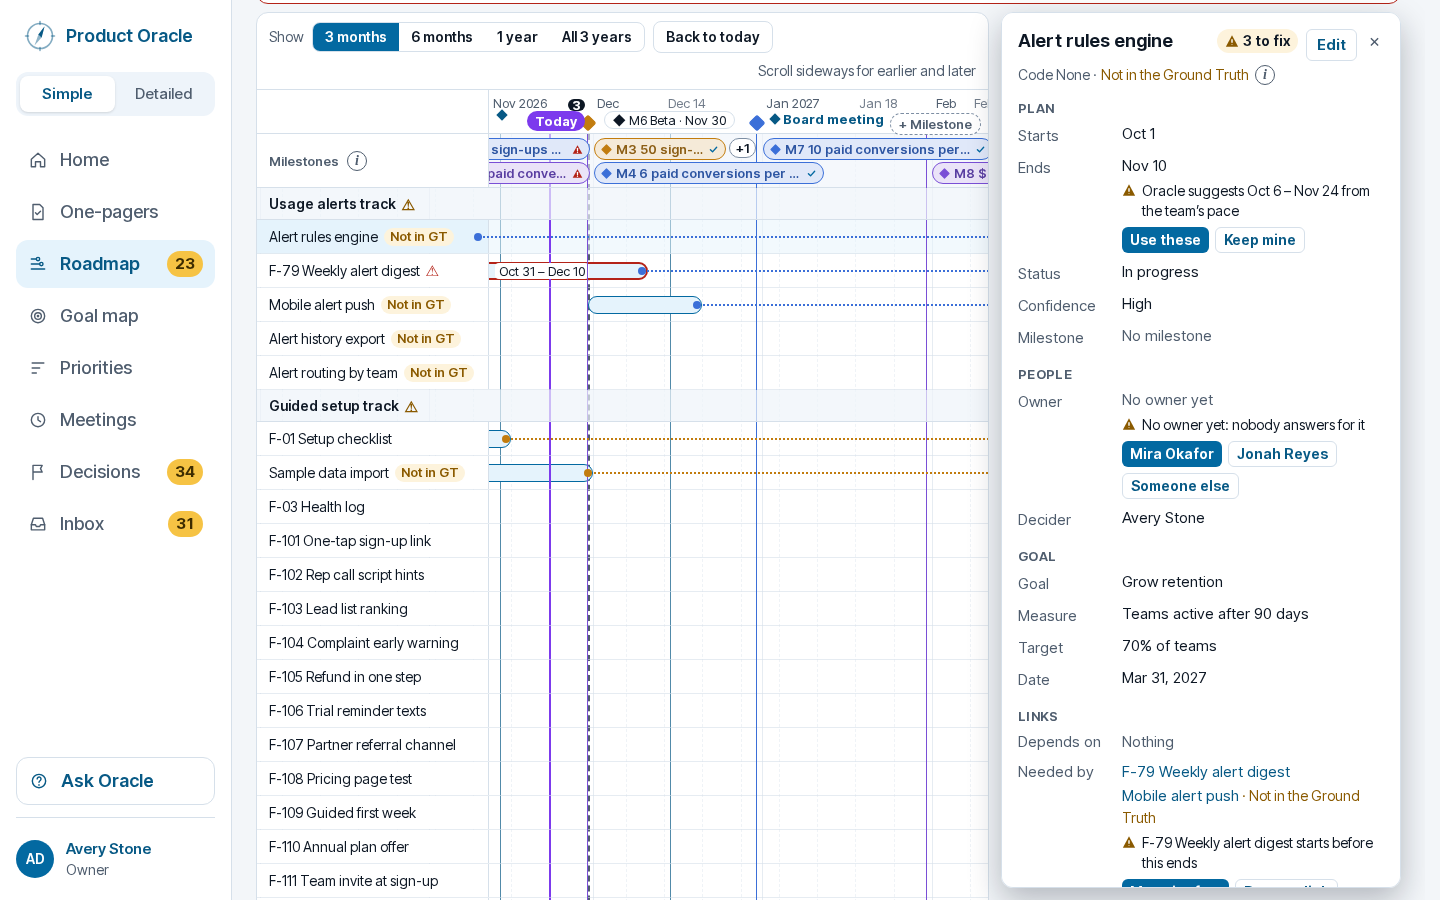 Product Oracle
Simple
Detailed
Home
One-pagers
Roadmap 23
Goal map
Priorities
Meetings
Decisions 34
Inbox 31
Ask Oracle
AD
Avery Stone
Owner
Show
3 months
6 months
1 year
All 3 years
Back to today
Scroll sideways for earlier and later
Nov 2026
3
Dec
Dec 14
Jan 2027
Jan 18
Feb
Today
M6 Beta · Nov 30
Board meeting
+ Milestone
Milestones i
sign-ups ...
M3 50 sign-...
+1
M7 10 paid conversions per...
paid conve...
M4 6 paid conversions per ...
M8 $
Usage alerts track
Alert rules engine Not in GT
F-79 Weekly alert digest
Oct 31 – Dec 10
Mobile alert push Not in GT
Alert history export Not in GT
Alert routing by team Not in GT
Guided setup track
F-01 Setup checklist
Sample data import Not in GT
F-03 Health log
F-101 One-tap sign-up link
F-102 Rep call script hints
F-103 Lead list ranking
F-104 Complaint early warning
F-105 Refund in one step
F-106 Trial reminder texts
F-107 Partner referral channel
F-108 Pricing page test
F-109 Guided first week
F-110 Annual plan offer
F-111 Team invite at sign-up
Alert rules engine
3 to fix
Edit
×
Code None · Not in the Ground Truth i
PLAN
Starts Oct 1
Ends Nov 10
Oracle suggests Oct 6 – Nov 24 from
the team's pace
Use these
Keep mine
Status In progress
Confidence High
Milestone No milestone
PEOPLE
Owner No owner yet
No owner yet: nobody answers for it
Mira Okafor
Jonah Reyes
Someone else
Decider Avery Stone
GOAL
Goal Grow retention
Measure Teams active after 90 days
Target 70% of teams
Date Mar 31, 2027
LINKS
Depends on Nothing
Needed by F-79 Weekly alert digest
Mobile alert push · Not in the Ground
Truth
F-79 Weekly alert digest starts before
this ends